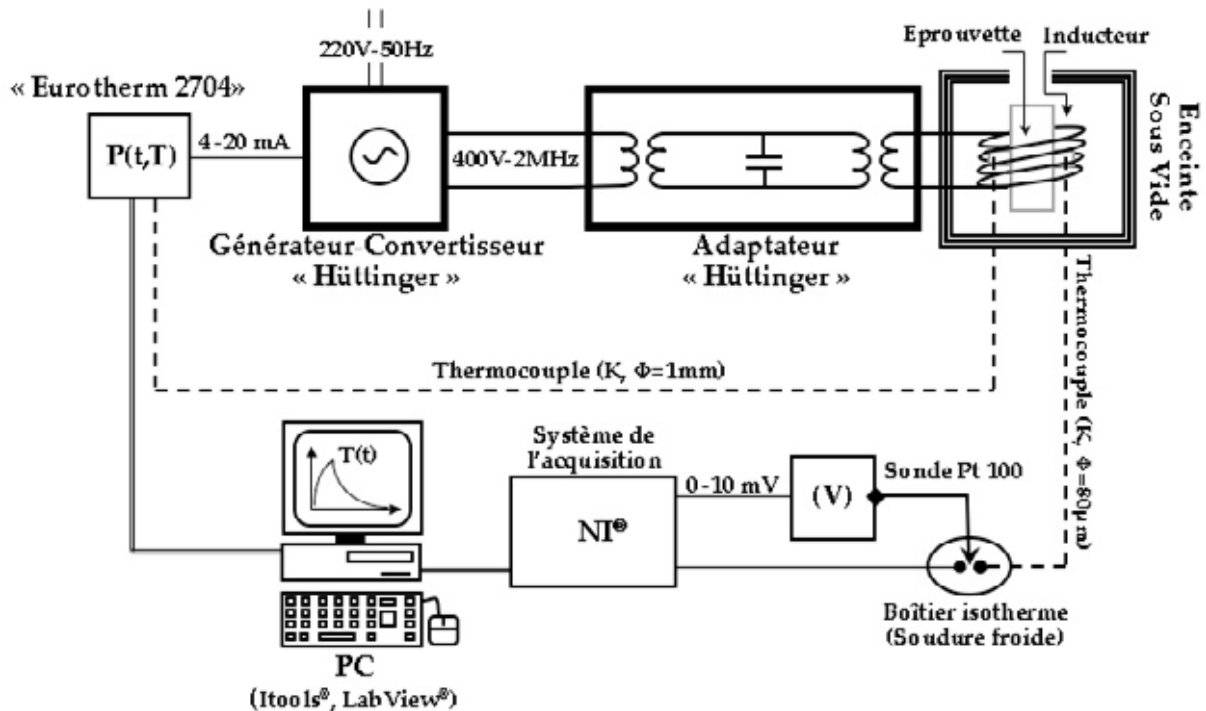 220V-50Hz
« Eurotherm 2704»
P(t,T)
4-20 mA
400V-2MHz
Générateur-Convertisseur
« Hüttinger »
Adaptateur
« Hüttinger »
Eprouvette
Inducteur
Enceinte
Sous Vide
Thermocouple (K, Φ=1mm)
Thermocouple (K, Φ=80µm)
T(t)
Système de
l'acquisition
NI®
0-10 mV
(V)
Sonde Pt 100
Boîtier isotherme
(Soudure froide)
PC
(Itools®, LabView®)